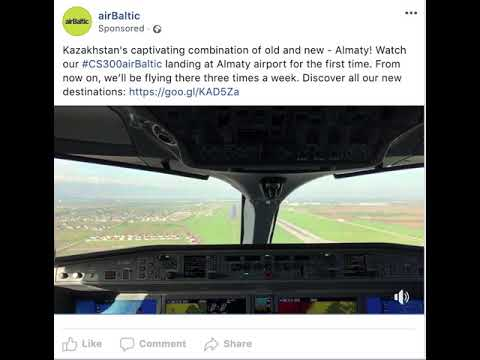 airBaltic
airBaltic
Sponsored ·
Kazakhstan's captivating combination of old and new - Almaty! Watch
our #CS300airBaltic landing at Almaty airport for the first time. From
now on, we'll be flying there three times a week. Discover all our new
destinations: https://goo.gl/KAD5Za
Like Comment Share